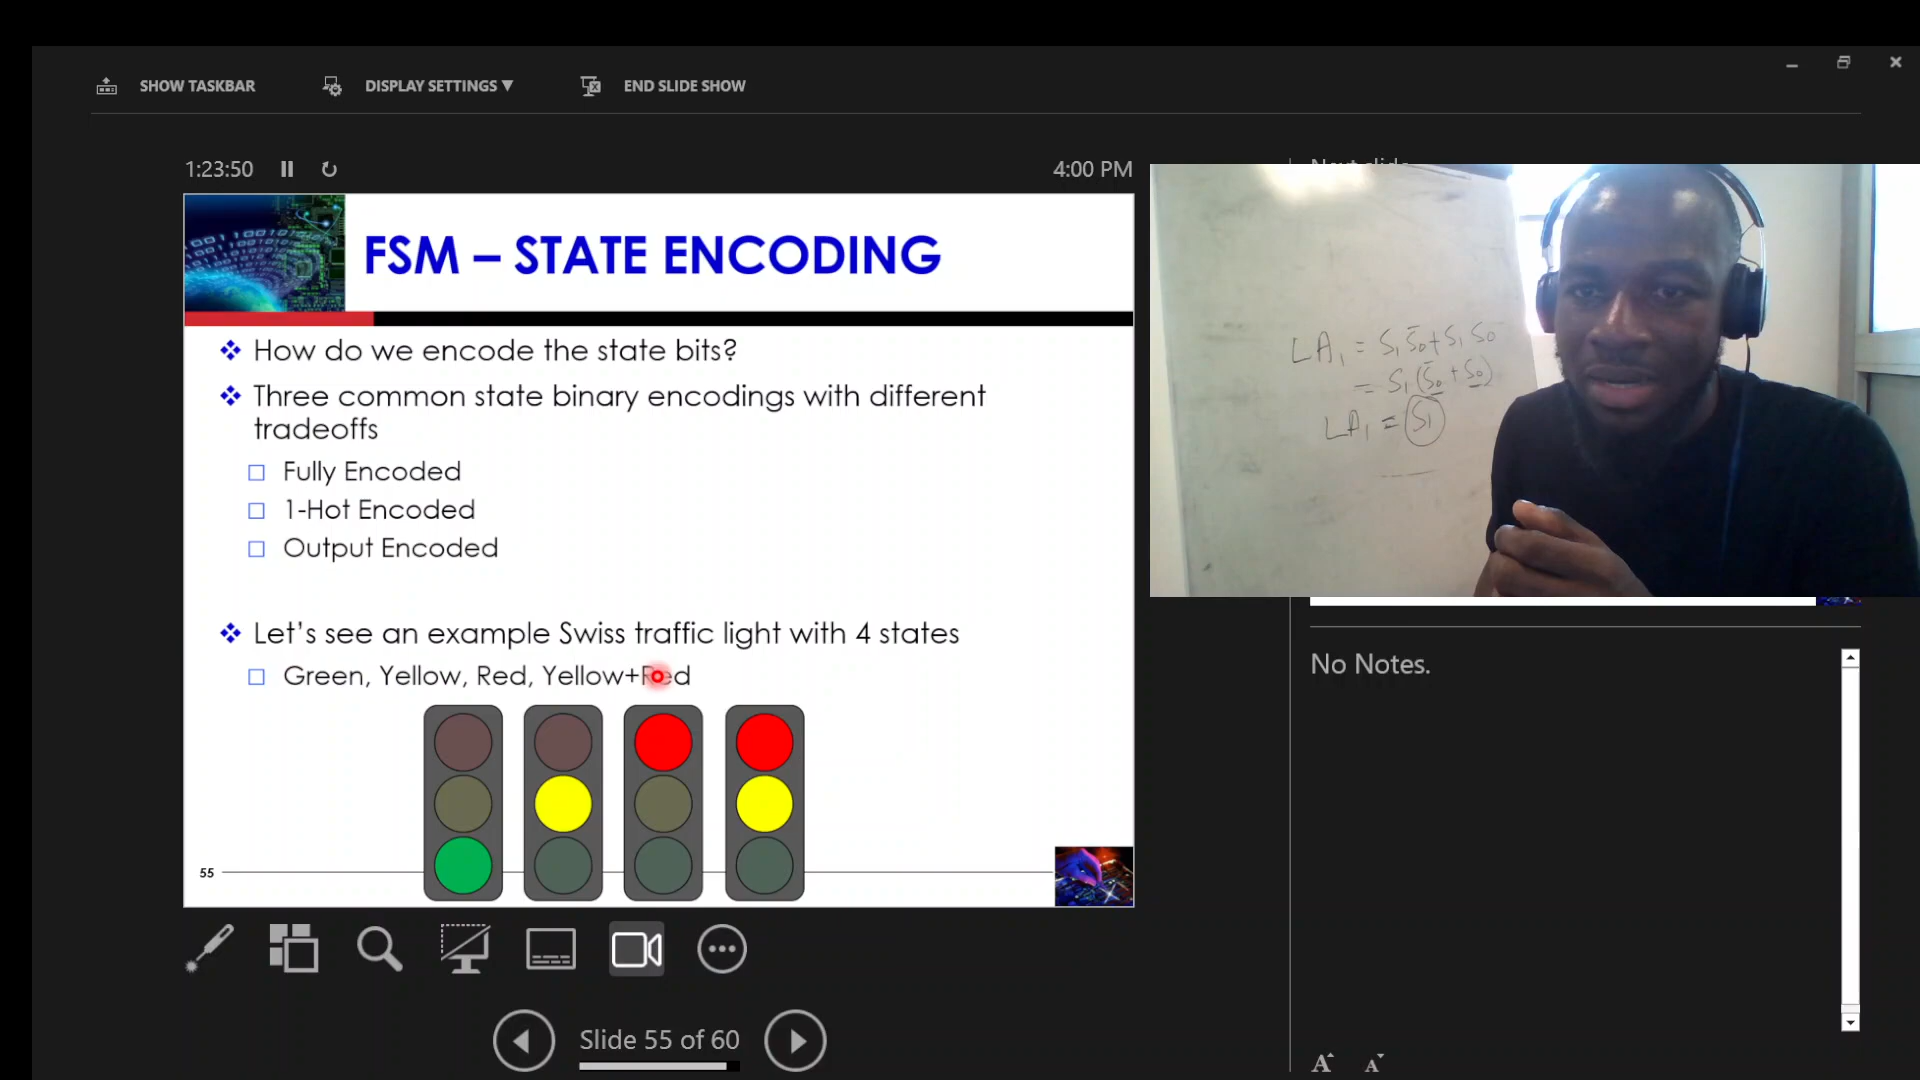 SHOW TASKBAR
DISPLAY SETTINGS ▼
END SLIDE SHOW
1:23:50
4:00 PM
Next slide
FSM – STATE ENCODING
How do we encode the state bits?
Three common state binary encodings with different
tradeoffs
Fully Encoded
1-Hot Encoded
Output Encoded
Let's see an example Swiss traffic light with 4 states
Green, Yellow, Red, Yellow+Red
55
LA₁ = S₁S̄₀ + S₁S₀
= S₁(S̄₀ + S₀)
LA₁ = S₁
No Notes.
Slide 55 of 60
A A